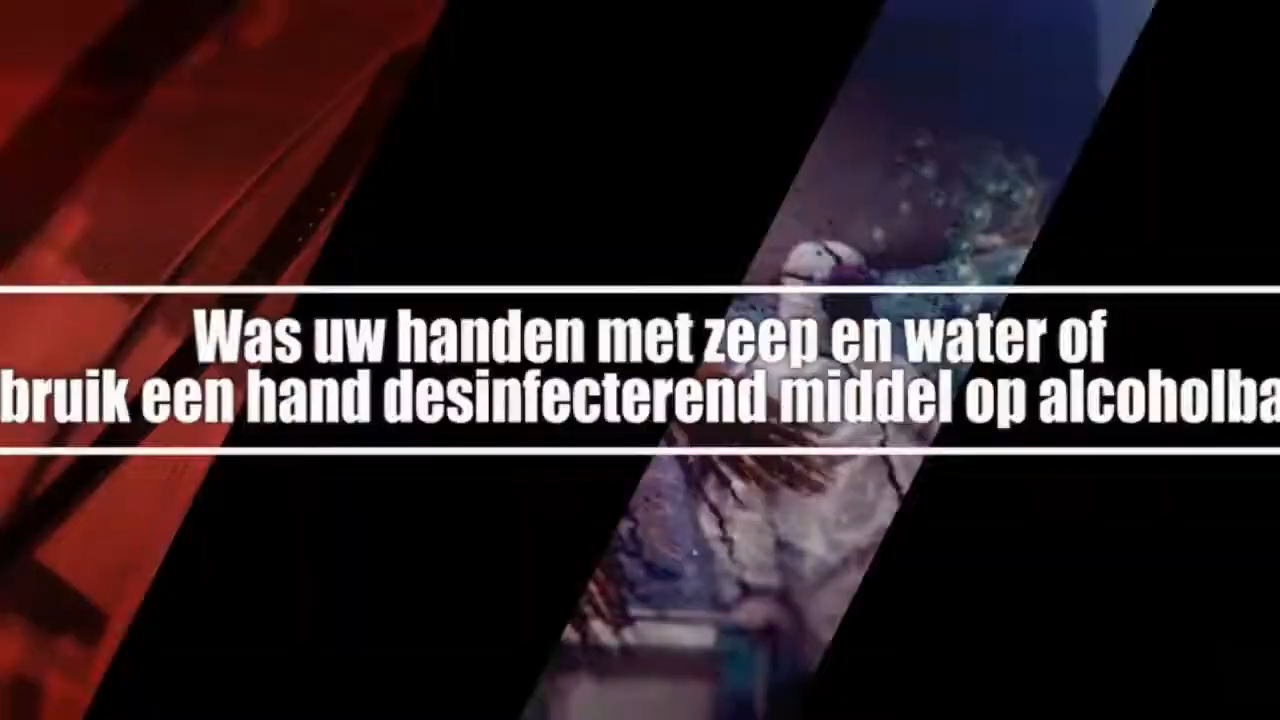 Was uw handen met zeep en water of
bruik een hand desinfecterend middel op alcoholba